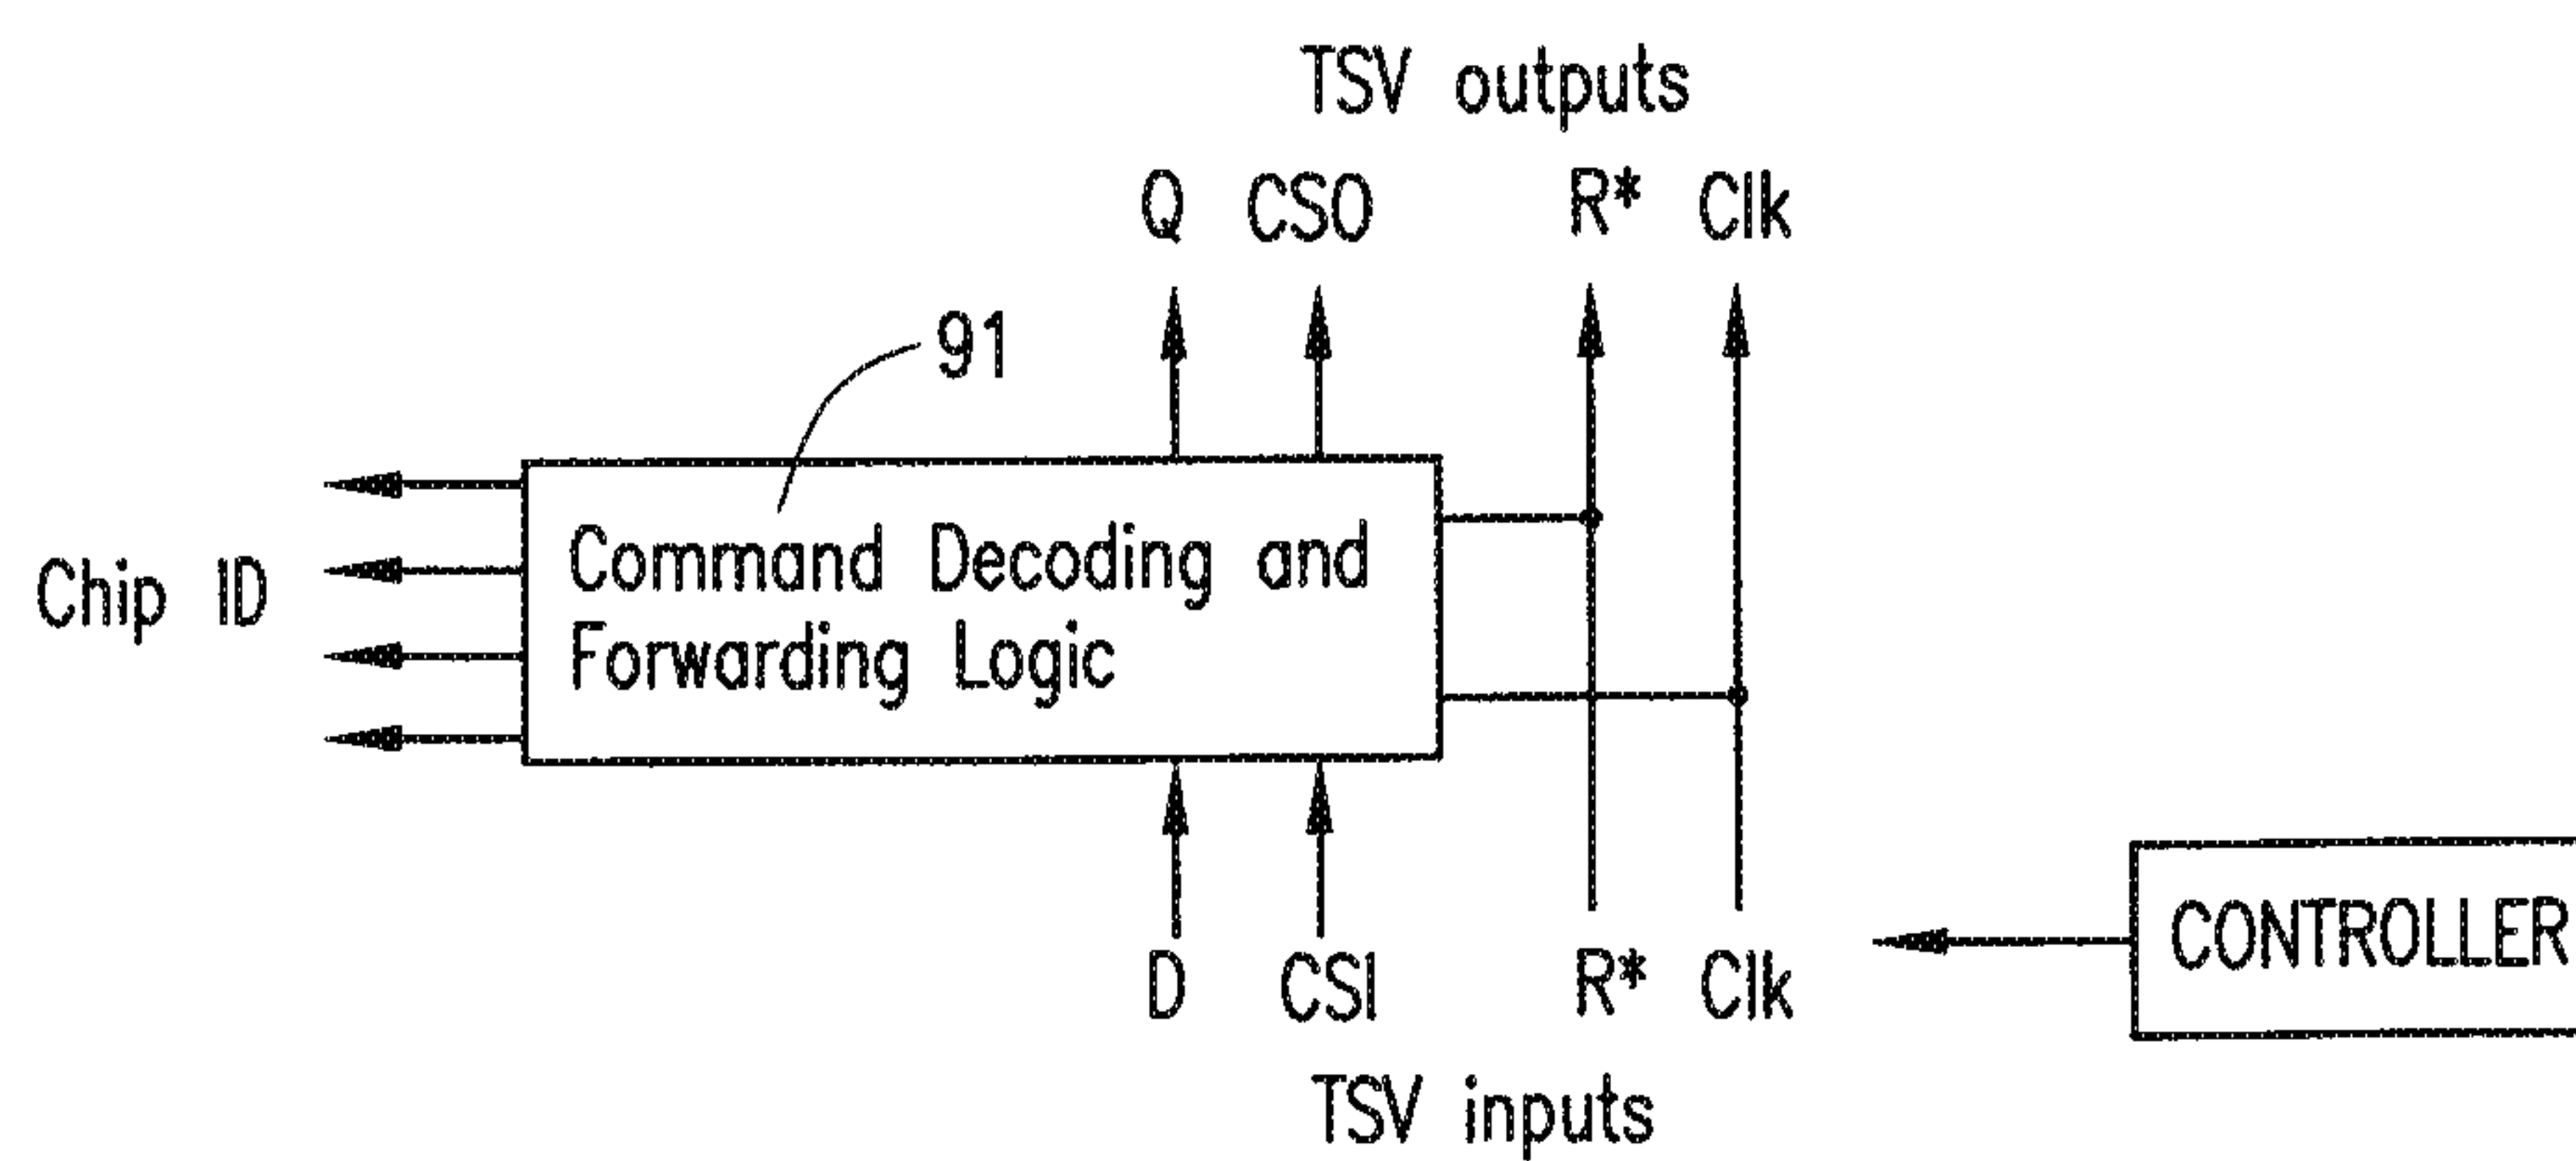 TSV outputs
Q CSO R* Clk
91
Command Decoding and
Forwarding Logic
Chip ID
CONTROLLER
D CSI R* Clk
TSV inputs